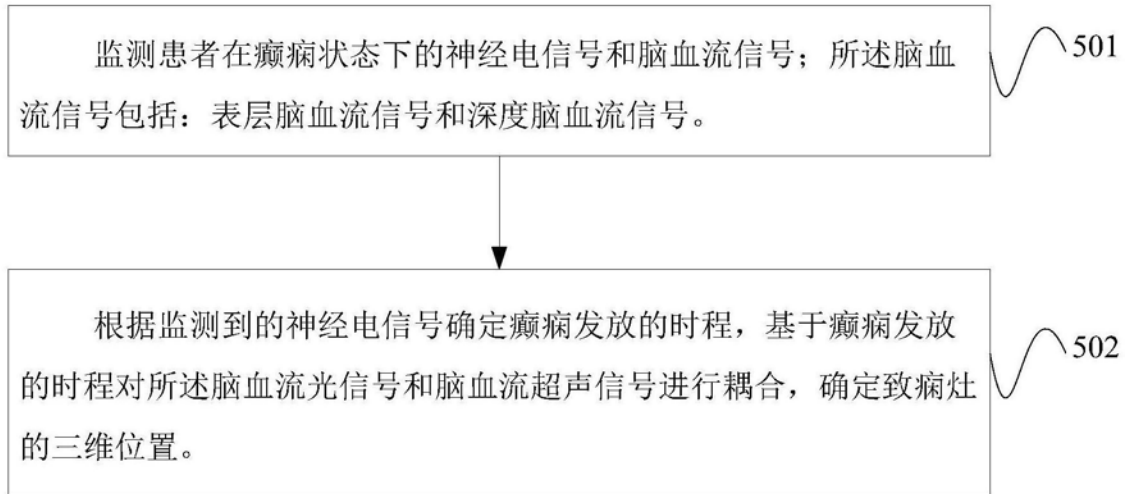 监测患者在癫痫状态下的神经电信号和脑血流信号；所述脑血
流信号包括：表层脑血流信号和深度脑血流信号。
501
根据监测到的神经电信号确定癫痫发放的时程，基于癫痫发放
的时程对所述脑血流光信号和脑血流超声信号进行耦合，确定致痫灶
的三维位置。
502